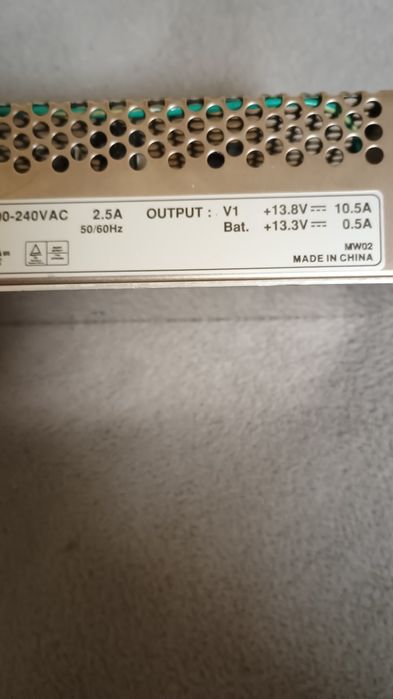 00-240VAC 2.5A OUTPUT : V1 +13.8V 10.5A
50/60Hz Bat. +13.3V 0.5A
MW02
MADE IN CHINA